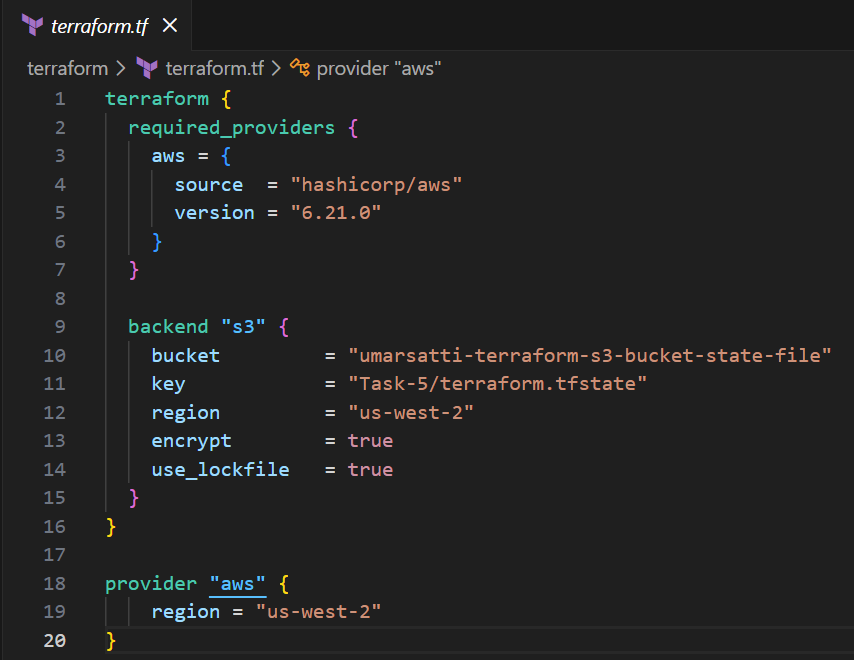 terraform.tf
terraform > terraform.tf > provider "aws"
1 terraform {
2   required_providers {
3     aws = {
4       source  = "hashicorp/aws"
5       version = "6.21.0"
6     }
7   }
8
9   backend "s3" {
10     bucket         = "umarsatti-terraform-s3-bucket-state-file"
11     key            = "Task-5/terraform.tfstate"
12     region         = "us-west-2"
13     encrypt        = true
14     use_lockfile   = true
15   }
16 }
17
18 provider "aws" {
19     region = "us-west-2"
20 }